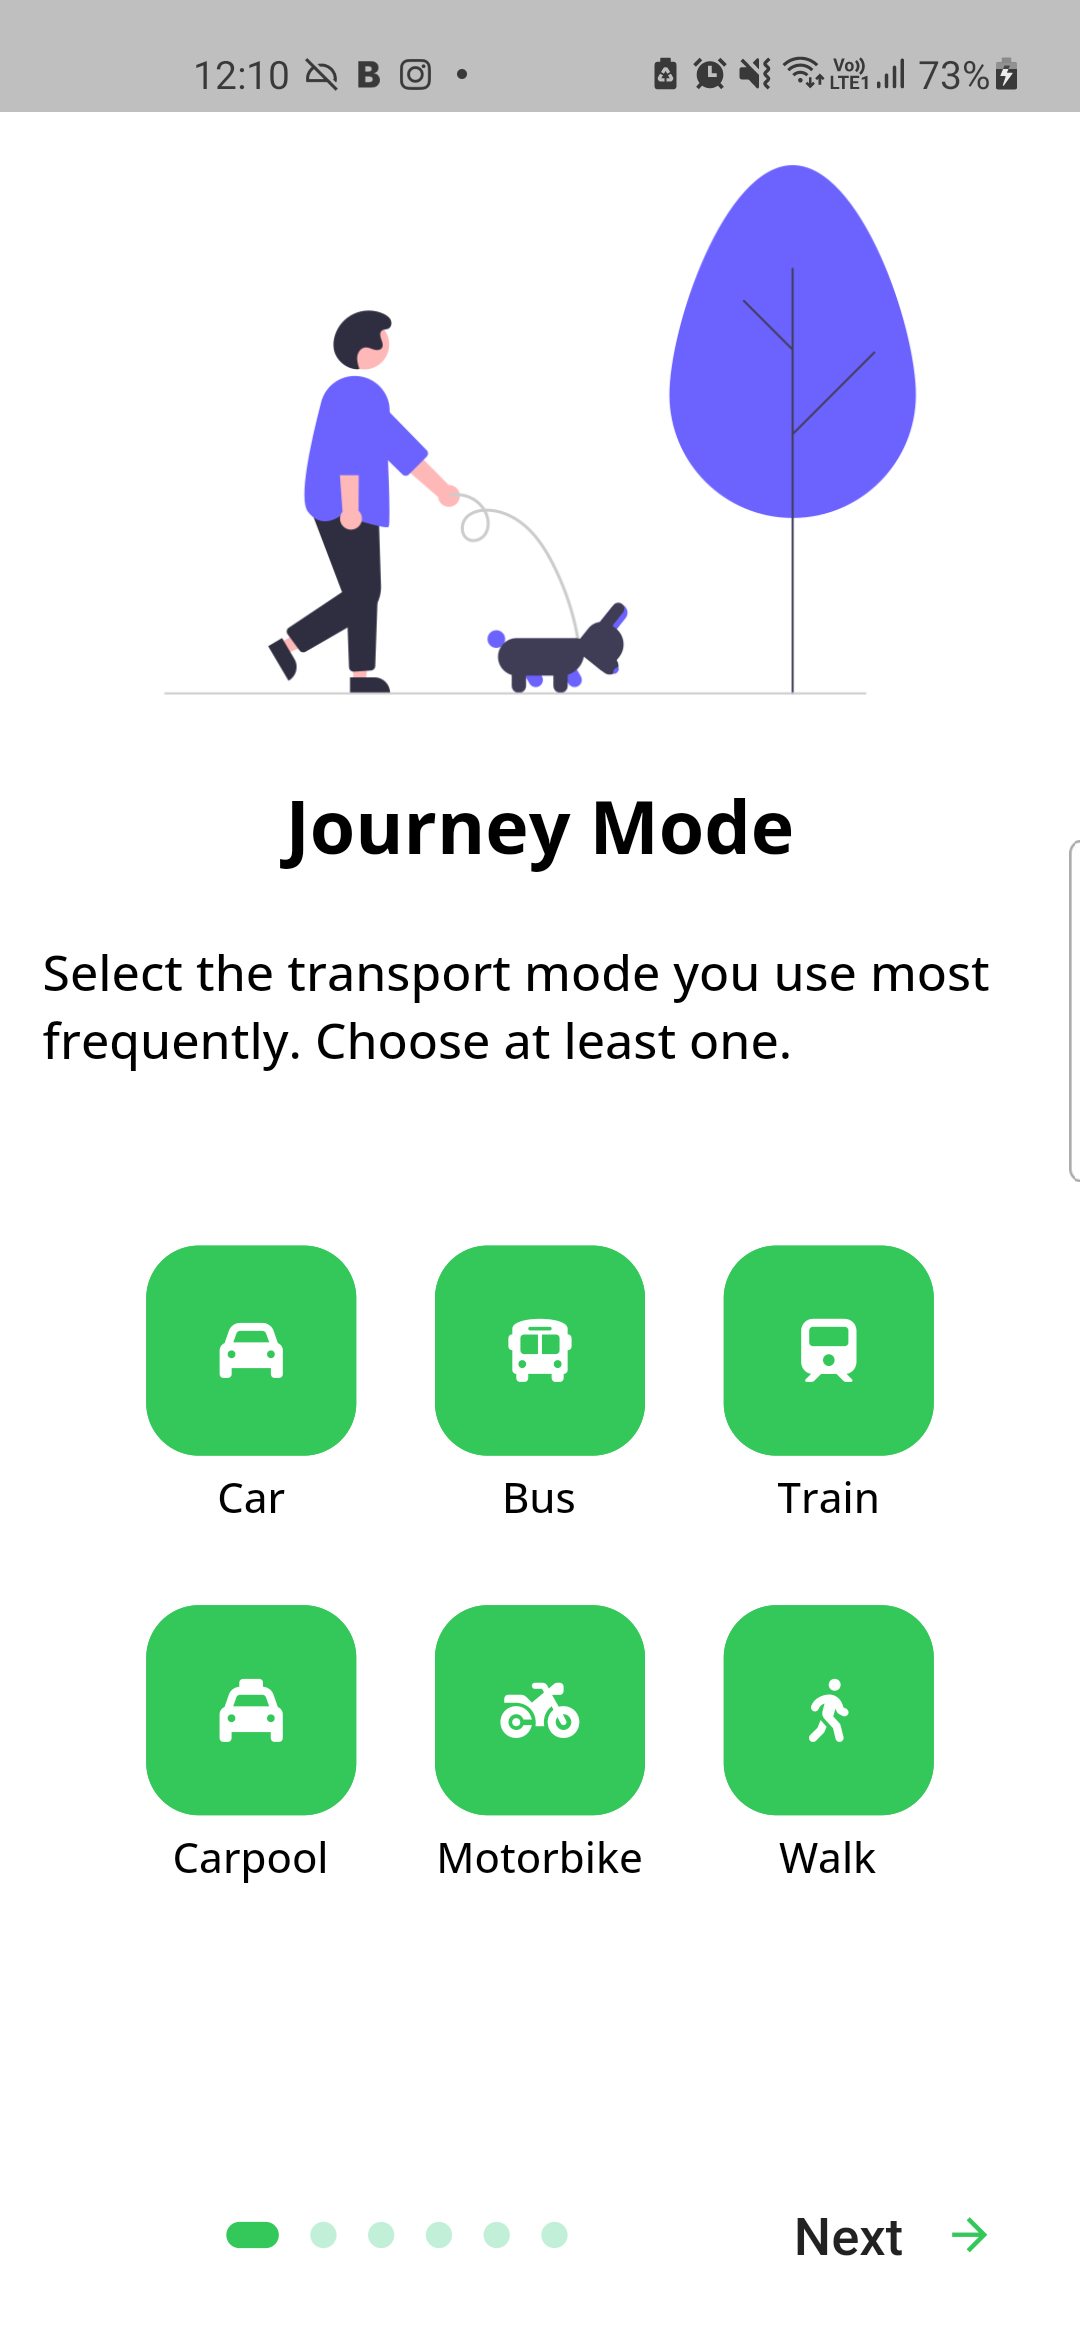 12:10 B 73%
Vo))
LTE1
Journey Mode
Select the transport mode you use most
frequently. Choose at least one.
Car Bus Train
Carpool Motorbike Walk
Next